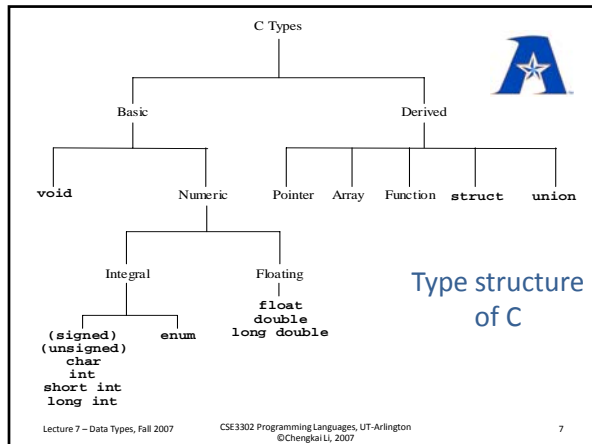 C Types
Basic
Derived
void
Numeric
Pointer
Array
Function
struct
union
Integral
Floating
(signed)
(unsigned)
char
int
short int
long int
enum
float
double
long double
Type structure
of C
Lecture 7 – Data Types, Fall 2007
CSE3302 Programming Languages, UT-Arlington
©Chengkai Li, 2007
7